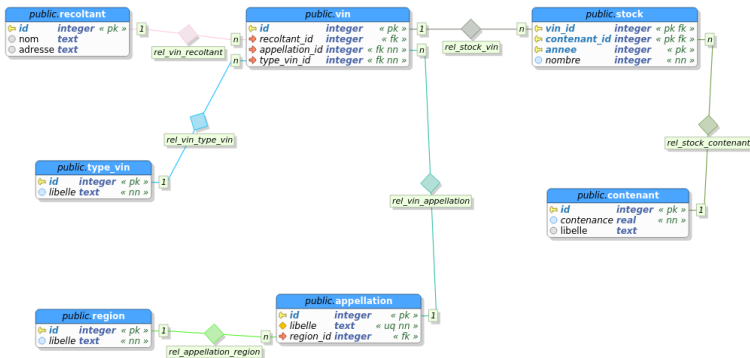 public.recoltant
id integer « pk »
nom text
adresse text
1
rel_vin_recoltant
n
n
public.vin
id integer « pk »
recoltant_id integer « fk »
appellation_id integer « fk nn »
type_vin_id integer « fk nn »
1
n
rel_stock_vin
n
public.stock
vin_id integer « pk fk »
contenant_id integer « pk fk »
annee integer « pk »
nombre integer « nn »
n
rel_vin_type_vin
rel_stock_contenant
public.type_vin
id integer « pk »
libelle text « nn »
1
rel_vin_appellation
public.contenant
id integer « pk »
contenance real « nn »
libelle text
1
public.region
id integer « pk »
libelle text « nn »
1
rel_appellation_region
n
public.appellation
id integer « pk »
libelle text « uq nn »
region_id integer « fk »
1